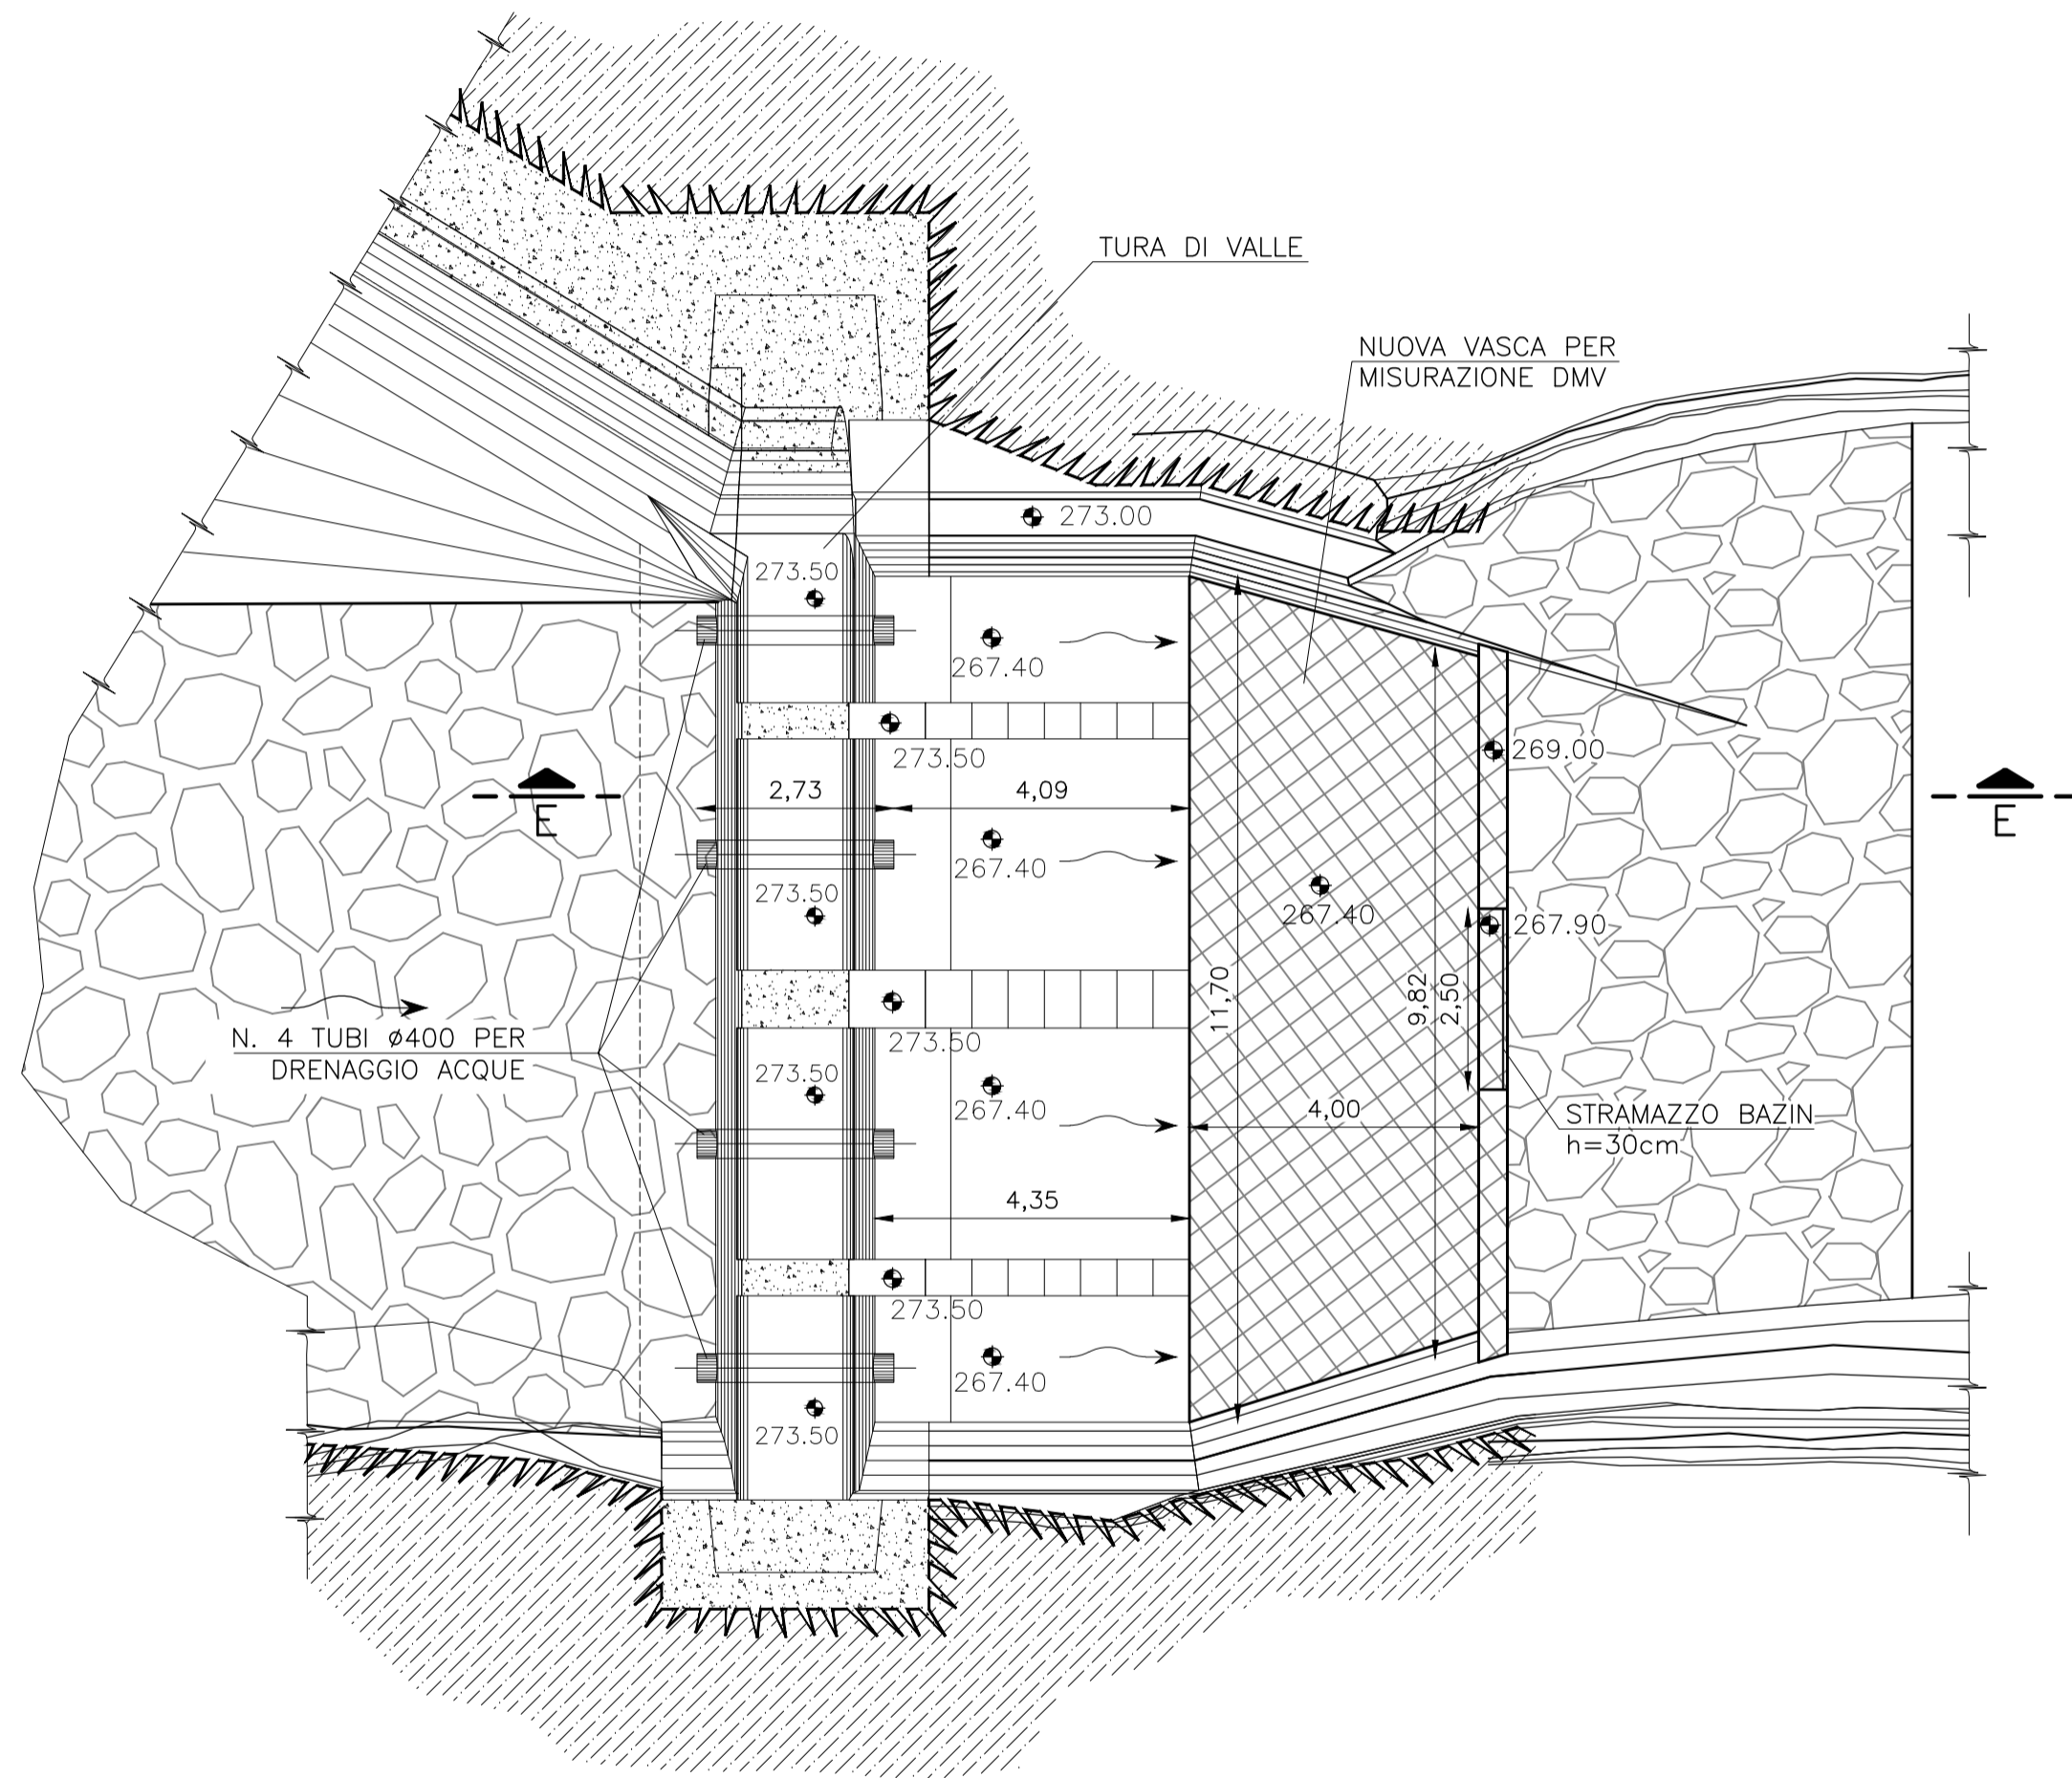 TURA DI VALLE
NUOVA VASCA PER
MISURAZIONE DMV
273.00
273.50
267.40
273.50
269.00
2,73
4,09
E
E
267.40
273.50
267.40
267.90
11,70
9,82
2,50
N. 4 TUBI ø400 PER
DRENAGGIO ACQUE
273.50
273.50
267.40
4,00
STRAMAZZO BAZIN
h=30cm
4,35
273.50
267.40
273.50